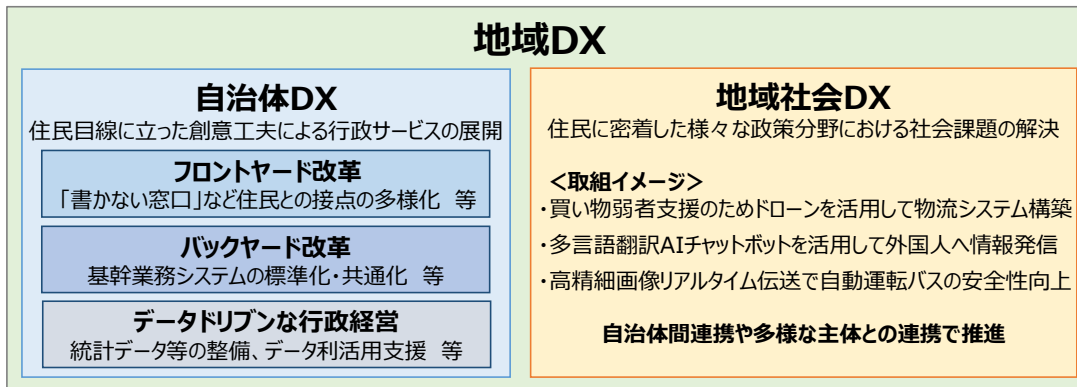 地域DX
自治体DX
住民目線に立った創意工夫による行政サービスの展開
フロントヤード改革
「書かない窓口」など住民との接点の多様化 等
バックヤード改革
基幹業務システムの標準化・共通化 等
データドリブンな行政経営
統計データ等の整備、データ利活用支援 等
地域社会DX
住民に密着した様々な政策分野における社会課題の解決
＜取組イメージ＞
・買い物弱者支援のためドローンを活用して物流システム構築
・多言語翻訳AIチャットボットを活用して外国人へ情報発信
・高精細画像リアルタイム伝送で自動運転バスの安全性向上
自治体間連携や多様な主体との連携で推進